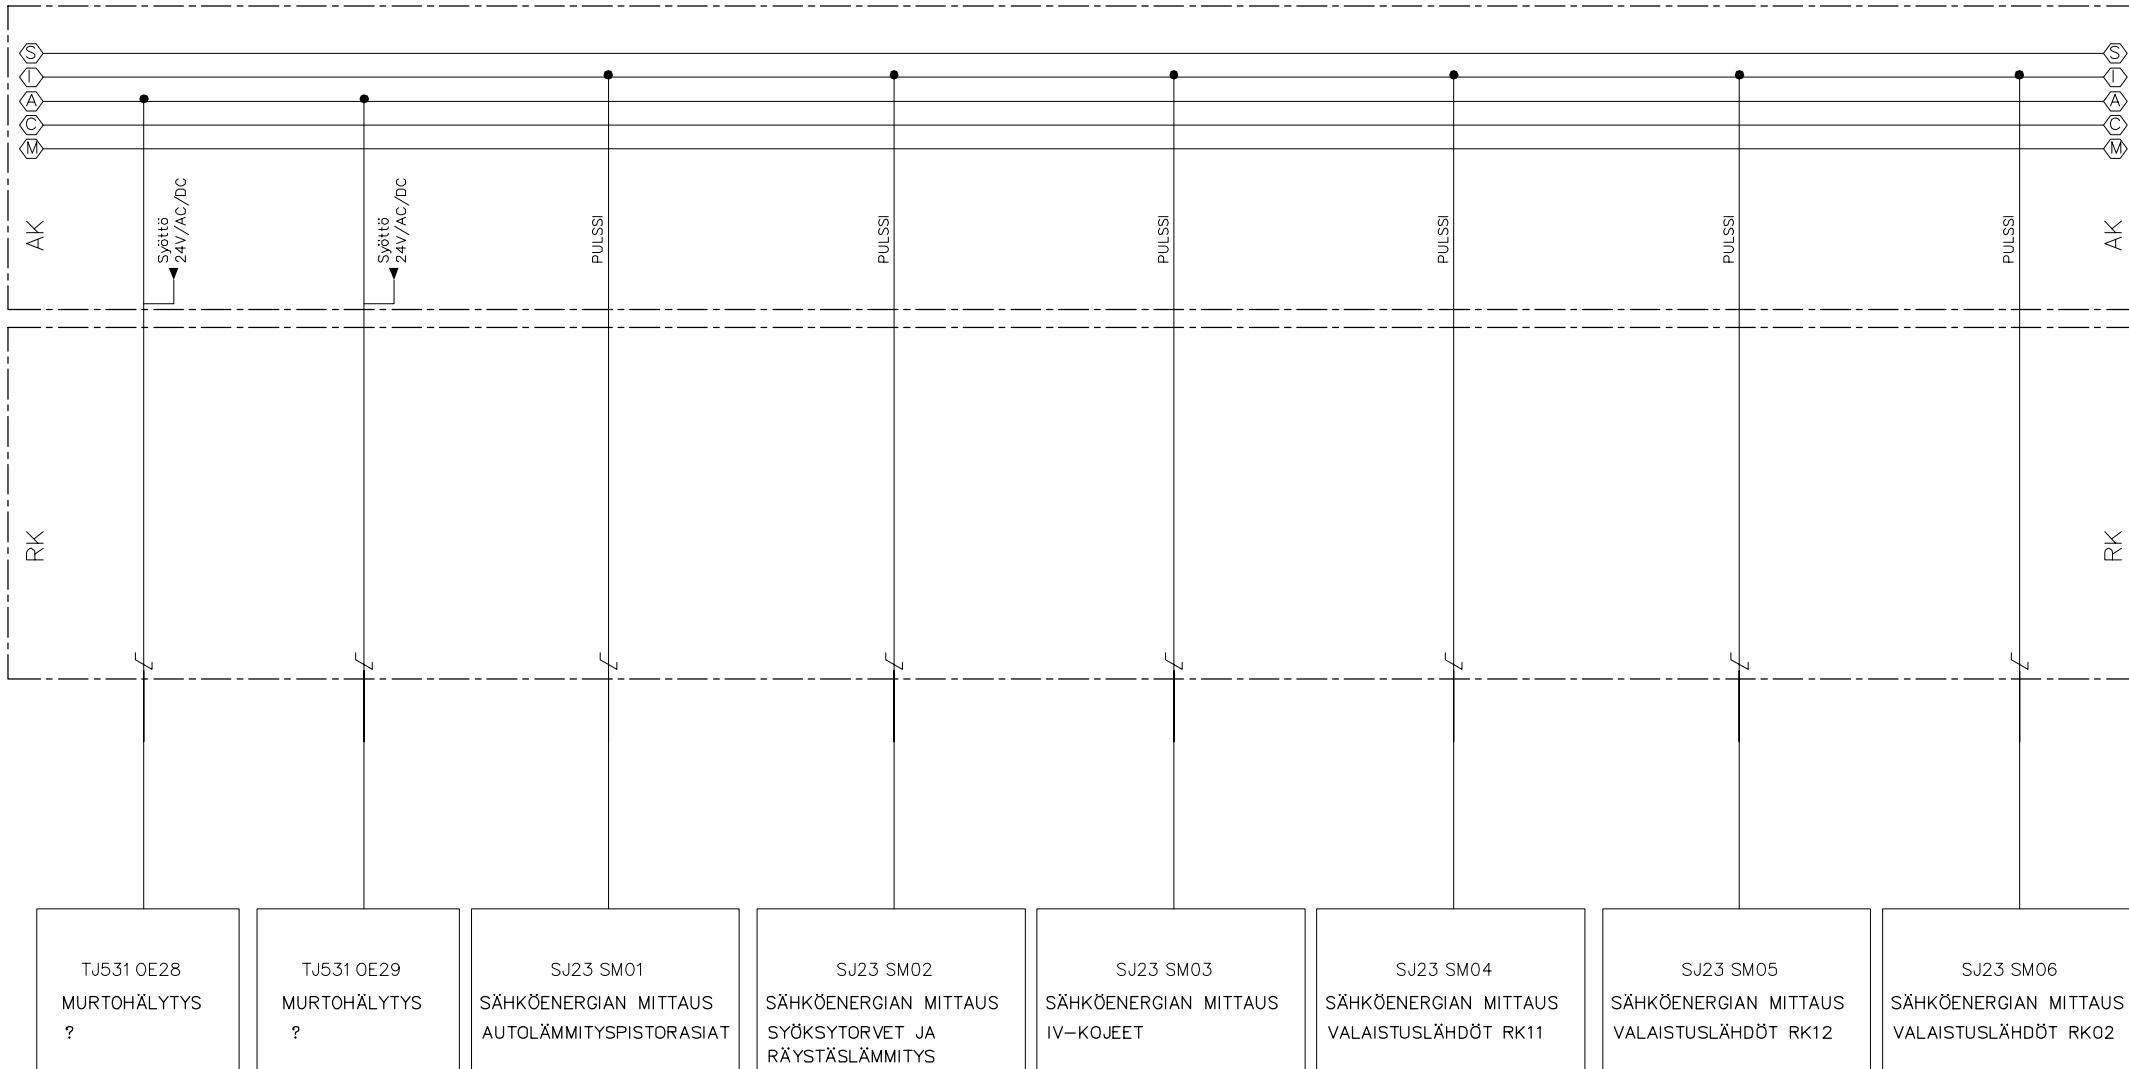 S S
I I
A A
C C
M M
AK
Syöttö
24V/AC/DC
Syöttö
24V/AC/DC
PULSSI
PULSSI
PULSSI
PULSSI
PULSSI
PULSSI
AK
RK
RK
TJ531 OE28
MURTOHÄLYTYS
?
TJ531 OE29
MURTOHÄLYTYS
?
SJ23 SM01
SÄHKÖENERGIAN MITTAUS
AUTOLÄMMITYSPISTORASIAT
SJ23 SM02
SÄHKÖENERGIAN MITTAUS
SYÖKSYTORVET JA
RÄYSTÄSLÄMMITYS
SJ23 SM03
SÄHKÖENERGIAN MITTAUS
IV-KOJEET
SJ23 SM04
SÄHKÖENERGIAN MITTAUS
VALAISTUSLÄHDÖT RK11
SJ23 SM05
SÄHKÖENERGIAN MITTAUS
VALAISTUSLÄHDÖT RK12
SJ23 SM06
SÄHKÖENERGIAN MITTAUS
VALAISTUSLÄHDÖT RK02